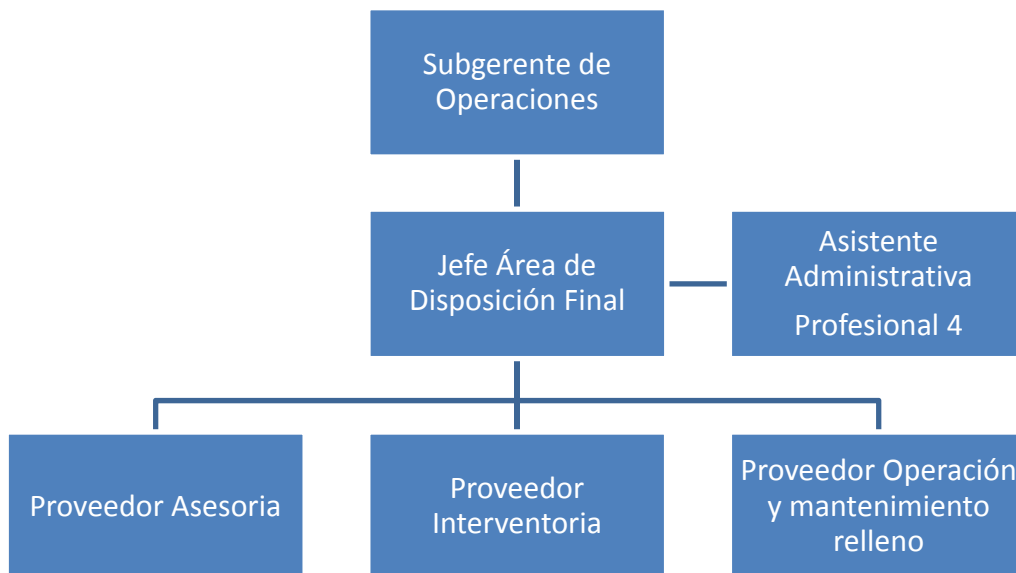 Subgerente de
Operaciones
Jefe Área de
Disposición Final
Asistente
Administrativa
Profesional 4
Proveedor Asesoria
Proveedor
Interventoria
Proveedor Operación
y mantenimiento
relleno